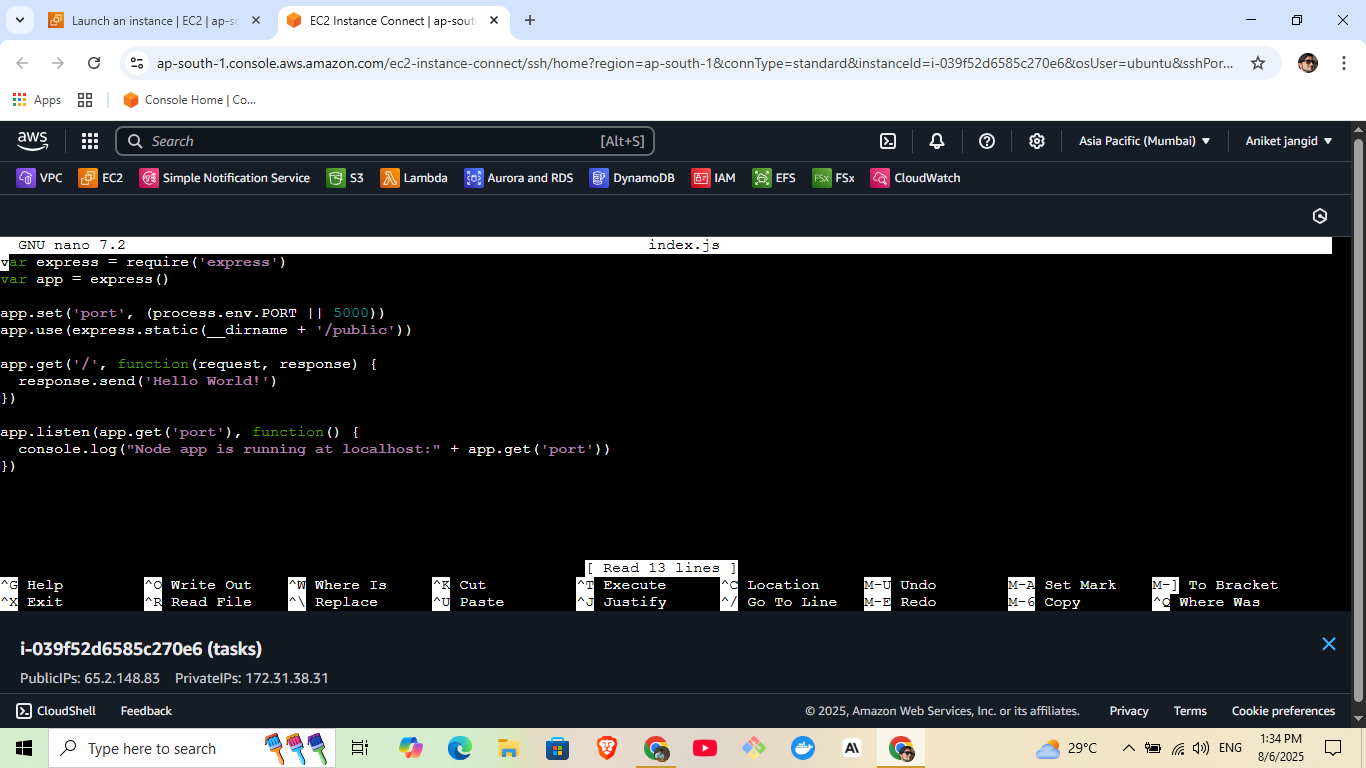 Launch an instance | EC2 | ap-so
EC2 Instance Connect | ap-sout
ap-south-1.console.aws.amazon.com/ec2-instance-connect/ssh/home?region=ap-south-1&connType=standard&instanceId=i-039f52d6585c270e6&osUser=ubuntu&sshPor...
Apps
Console Home | Co...
aws
Search
[Alt+S]
Asia Pacific (Mumbai)
Aniket jangid
VPC
EC2
Simple Notification Service
S3
Lambda
Aurora and RDS
DynamoDB
IAM
EFS
FSx
CloudWatch
GNU nano 7.2 index.js
var express = require('express')
var app = express()
app.set('port', (process.env.PORT || 5000))
app.use(express.static(__dirname + '/public'))
app.get('/', function(request, response) {
  response.send('Hello World!')
})
app.listen(app.get('port'), function() {
  console.log("Node app is running at localhost:" + app.get('port'))
})
[ Read 13 lines ]
^G Help ^O Write Out ^W Where Is ^K Cut ^T Execute ^C Location M-U Undo M-A Set Mark M-] To Bracket
^X Exit ^R Read File ^\ Replace ^U Paste ^J Justify ^/ Go To Line M-E Redo M-6 Copy ^Q Where Was
i-039f52d6585c270e6 (tasks)
PublicIPs: 65.2.148.83 PrivateIPs: 172.31.38.31
CloudShell
Feedback
© 2025, Amazon Web Services, Inc. or its affiliates.
Privacy
Terms
Cookie preferences
Type here to search
29°C
ENG
1:34 PM
8/6/2025